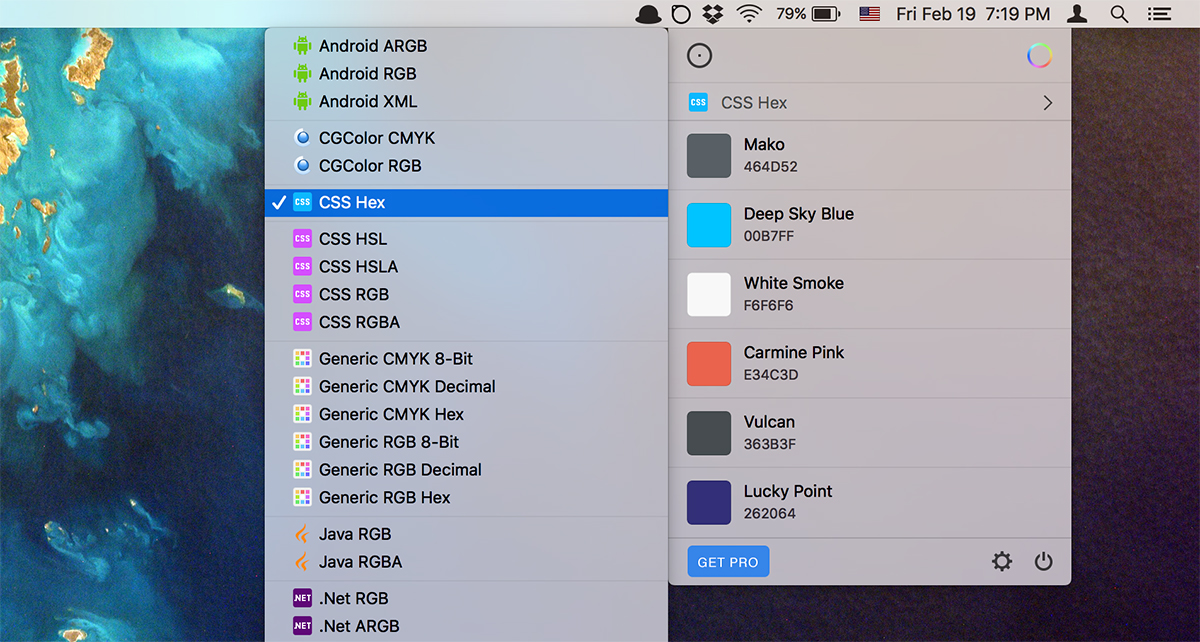 79% Fri Feb 19 7:19 PM
Android ARGB
Android RGB
Android XML
CGColor CMYK
CGColor RGB
CSS CSS Hex
CSS CSS HSL
CSS CSS HSLA
CSS CSS RGB
CSS CSS RGBA
Generic CMYK 8-Bit
Generic CMYK Decimal
Generic CMYK Hex
Generic RGB 8-Bit
Generic RGB Decimal
Generic RGB Hex
Java RGB
Java RGBA
.NET .Net RGB
.NET .Net ARGB
CSS CSS Hex
Mako
464D52
Deep Sky Blue
00B7FF
White Smoke
F6F6F6
Carmine Pink
E34C3D
Vulcan
363B3F
Lucky Point
262064
GET PRO